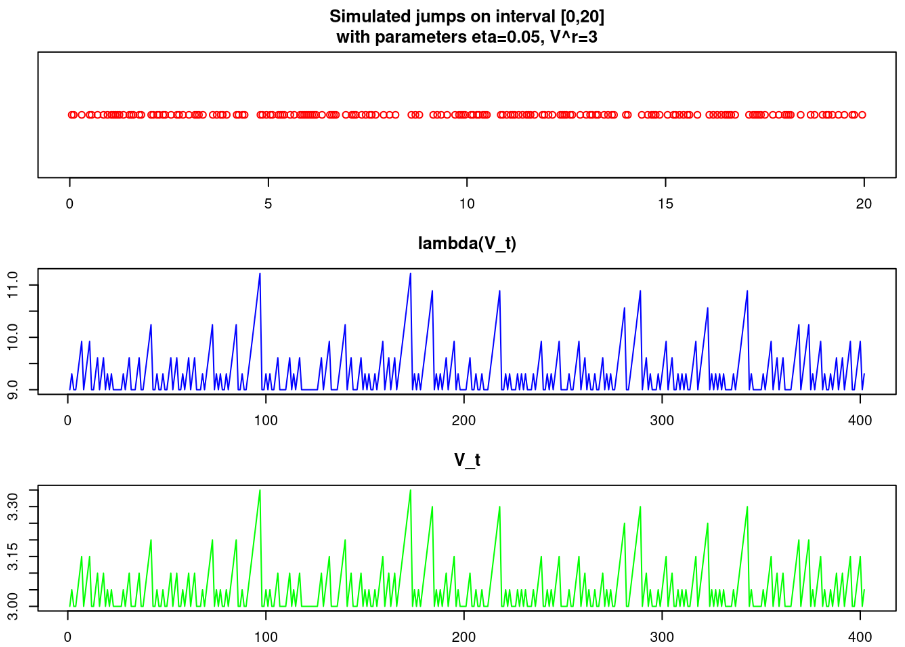 Simulated jumps on interval [0,20]
with parameters eta=0.05, V^r=3
0 5 10 15 20
lambda(V_t)
11.0
10.0
9.0
0 100 200 300 400
V_t
3.30
3.15
3.00
0 100 200 300 400